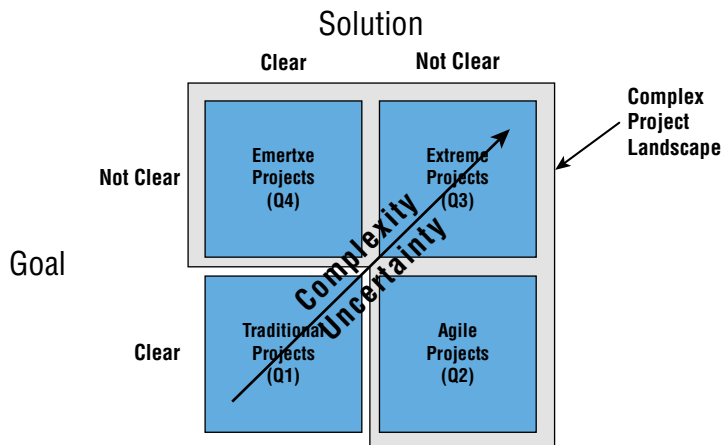 Solution
Clear
Not Clear
Complex
Project
Landscape
Not Clear
Emertxe
Projects
(Q4)
Extreme
Projects
(Q3)
Complexity
Uncertainty
Goal
Clear
Traditional
Projects
(Q1)
Agile
Projects
(Q2)